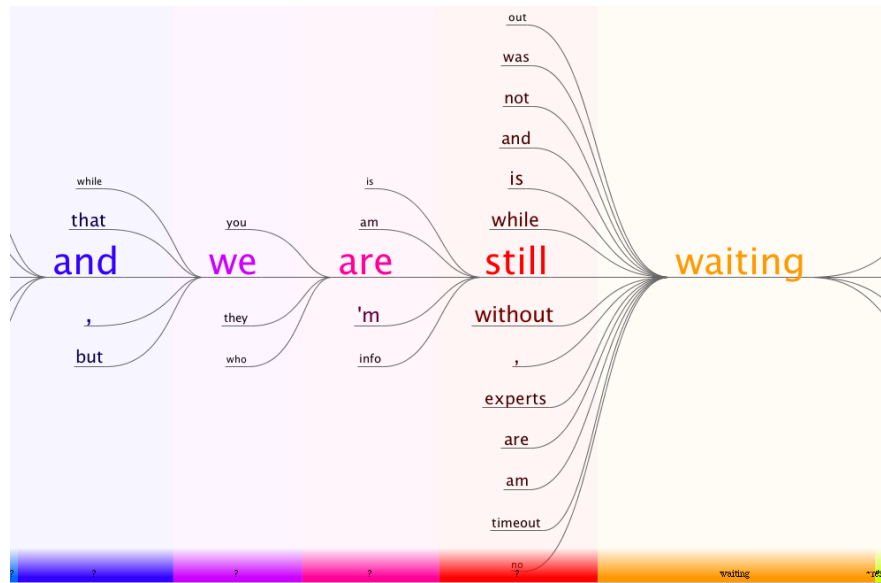 while
that
and
,
but
you
we
they
who
is
am
are
'm
info
out
was
not
and
is
while
still
without
,
experts
are
am
timeout
no
waiting
? ? ? ? ? waiting